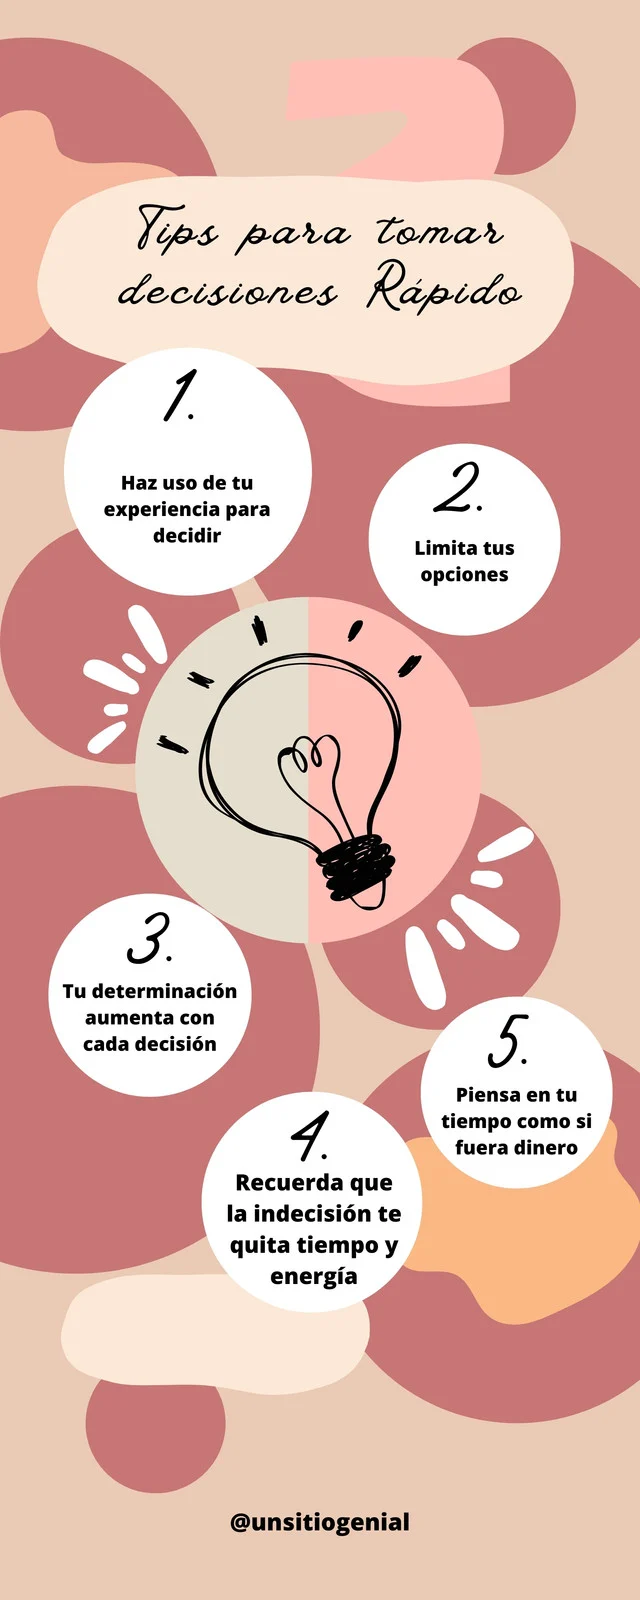 Tips para tomar
decisiones Rápido
1.
Haz uso de tu
experiencia para
decidir
2.
Limita tus
opciones
3.
Tu determinación
aumenta con
cada decisión
4.
Recuerda que
la indecisión te
quita tiempo y
energía
5.
Piensa en tu
tiempo como si
fuera dinero
@unsitiogenial